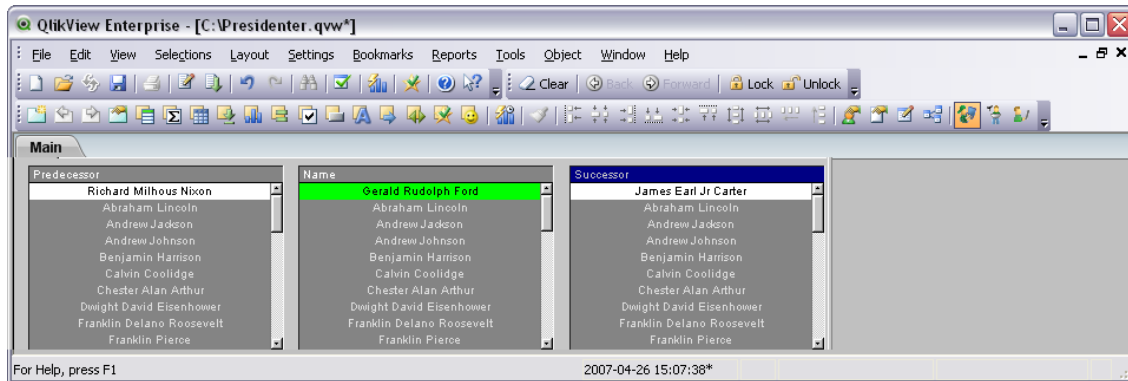 QlikView Enterprise - [C:\Presidenter.qvw*]
File Edit View Selections Layout Settings Bookmarks Reports Tools Object Window Help
Clear Back Forward Lock Unlock
Main
Predecessor Name Successor
Richard Milhous Nixon Gerald Rudolph Ford James Earl Jr Carter
Abraham Lincoln Abraham Lincoln Abraham Lincoln
Andrew Jackson Andrew Jackson Andrew Jackson
Andrew Johnson Andrew Johnson Andrew Johnson
Benjamin Harrison Benjamin Harrison Benjamin Harrison
Calvin Coolidge Calvin Coolidge Calvin Coolidge
Chester Alan Arthur Chester Alan Arthur Chester Alan Arthur
Dwight David Eisenhower Dwight David Eisenhower Dwight David Eisenhower
Franklin Delano Roosevelt Franklin Delano Roosevelt Franklin Delano Roosevelt
Franklin Pierce Franklin Pierce Franklin Pierce
For Help, press F1 2007-04-26 15:07:38*